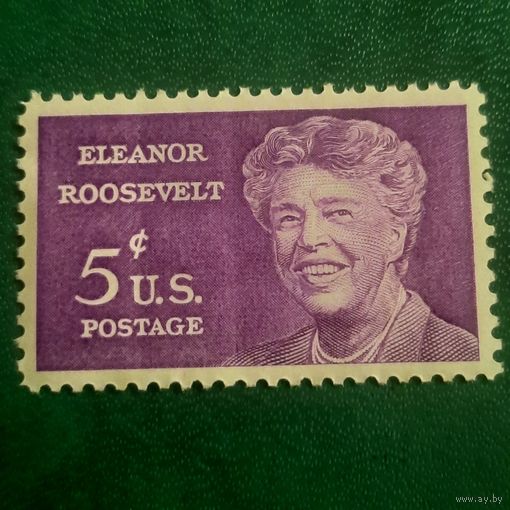 ELEANOR
ROOSEVELT
5¢ U.S.
POSTAGE
www.ay.by